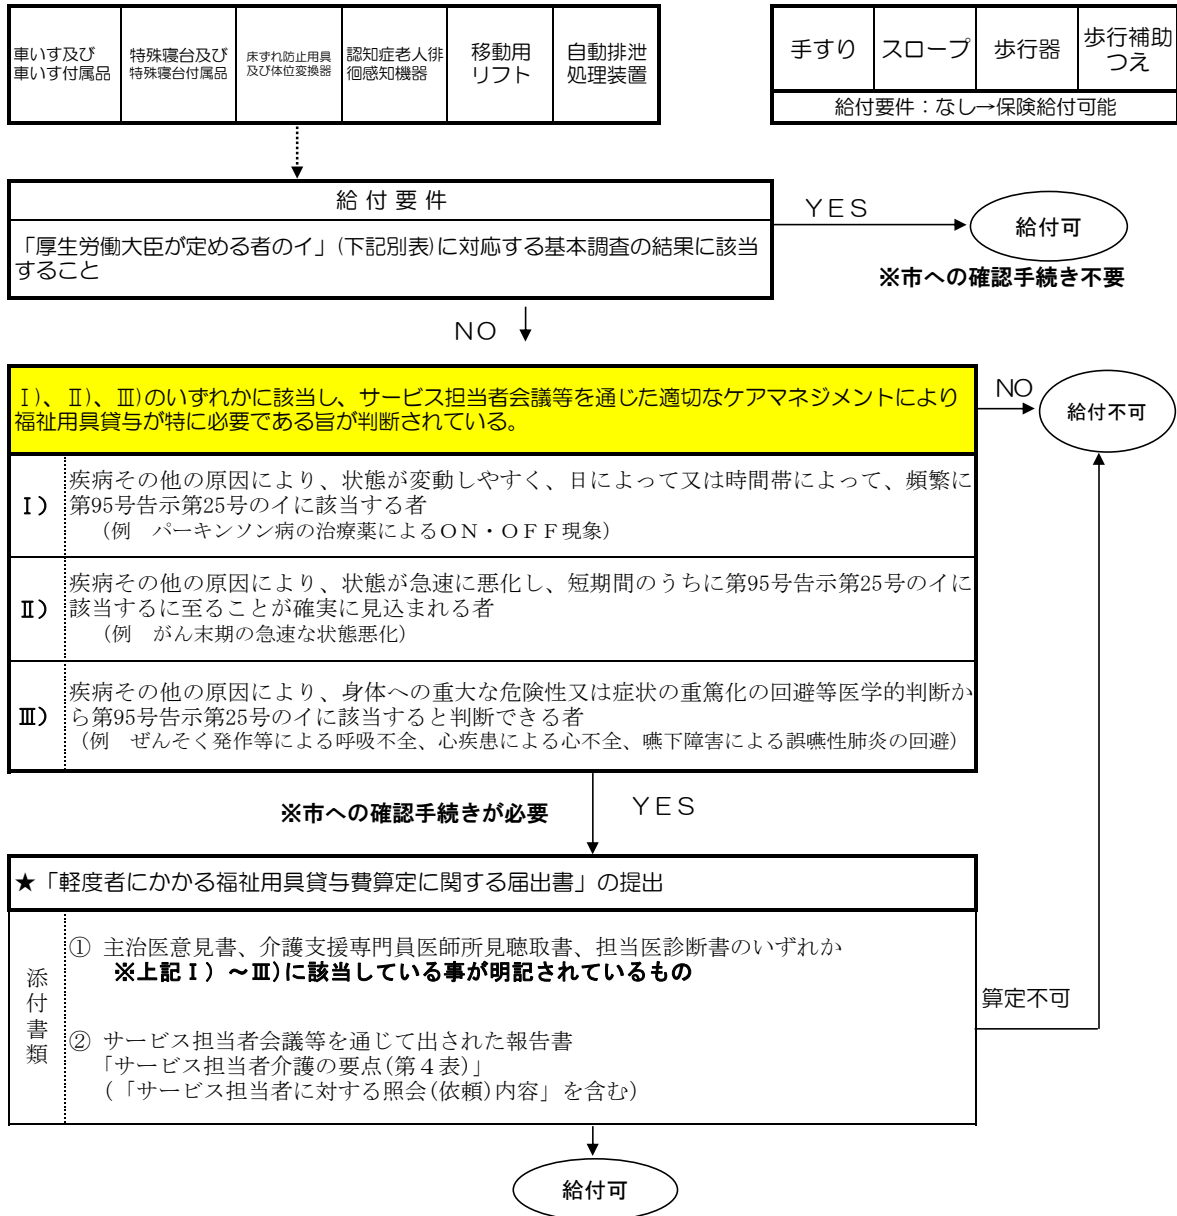 車いす及び
車いす付属品
特殊寝台及び
特殊寝台付属品
床ずれ防止用具
及び体位変換器
認知症老人徘
徊感知機器
移動用
リフト
自動排泄
処理装置
手すり
スロープ
歩行器
歩行補助
つえ
給付要件：なし→保険給付可能
給付要件
「厚生労働大臣が定める者のイ」(下記別表)に対応する基本調査の結果に該当
すること
ＹＥＳ
給付可
※市への確認手続き不要
ＮＯ
Ⅰ)、Ⅱ)、Ⅲ)のいずれかに該当し、サービス担当者会議等を通じた適切なケアマネジメントにより
福祉用具貸与が特に必要である旨が判断されている。
ＮＯ
給付不可
Ⅰ）
疾病その他の原因により、状態が変動しやすく、日によって又は時間帯によって、頻繁に
第95号告示第25号のイに該当する者
（例　パーキンソン病の治療薬によるＯＮ・ＯＦＦ現象）
Ⅱ）
疾病その他の原因により、状態が急速に悪化し、短期間のうちに第95号告示第25号のイに
該当するに至ることが確実に見込まれる者
（例　がん末期の急速な状態悪化）
Ⅲ）
疾病その他の原因により、身体への重大な危険性又は症状の重篤化の回避等医学的判断か
ら第95号告示第25号のイに該当すると判断できる者
（例　ぜんそく発作等による呼吸不全、心疾患による心不全、嚥下障害による誤嚥性肺炎の回避）
※市への確認手続きが必要
ＹＥＳ
★「軽度者にかかる福祉用具貸与費算定に関する届出書」の提出
添付書類
① 主治医意見書、介護支援専門員医師所見聴取書、担当医診断書のいずれか
※上記Ⅰ）～Ⅲ)に該当している事が明記されているもの
② サービス担当者会議等を通じて出された報告書
「サービス担当者介護の要点(第４表)」
(「サービス担当者に対する照会(依頼)内容」を含む)
算定不可
給付可